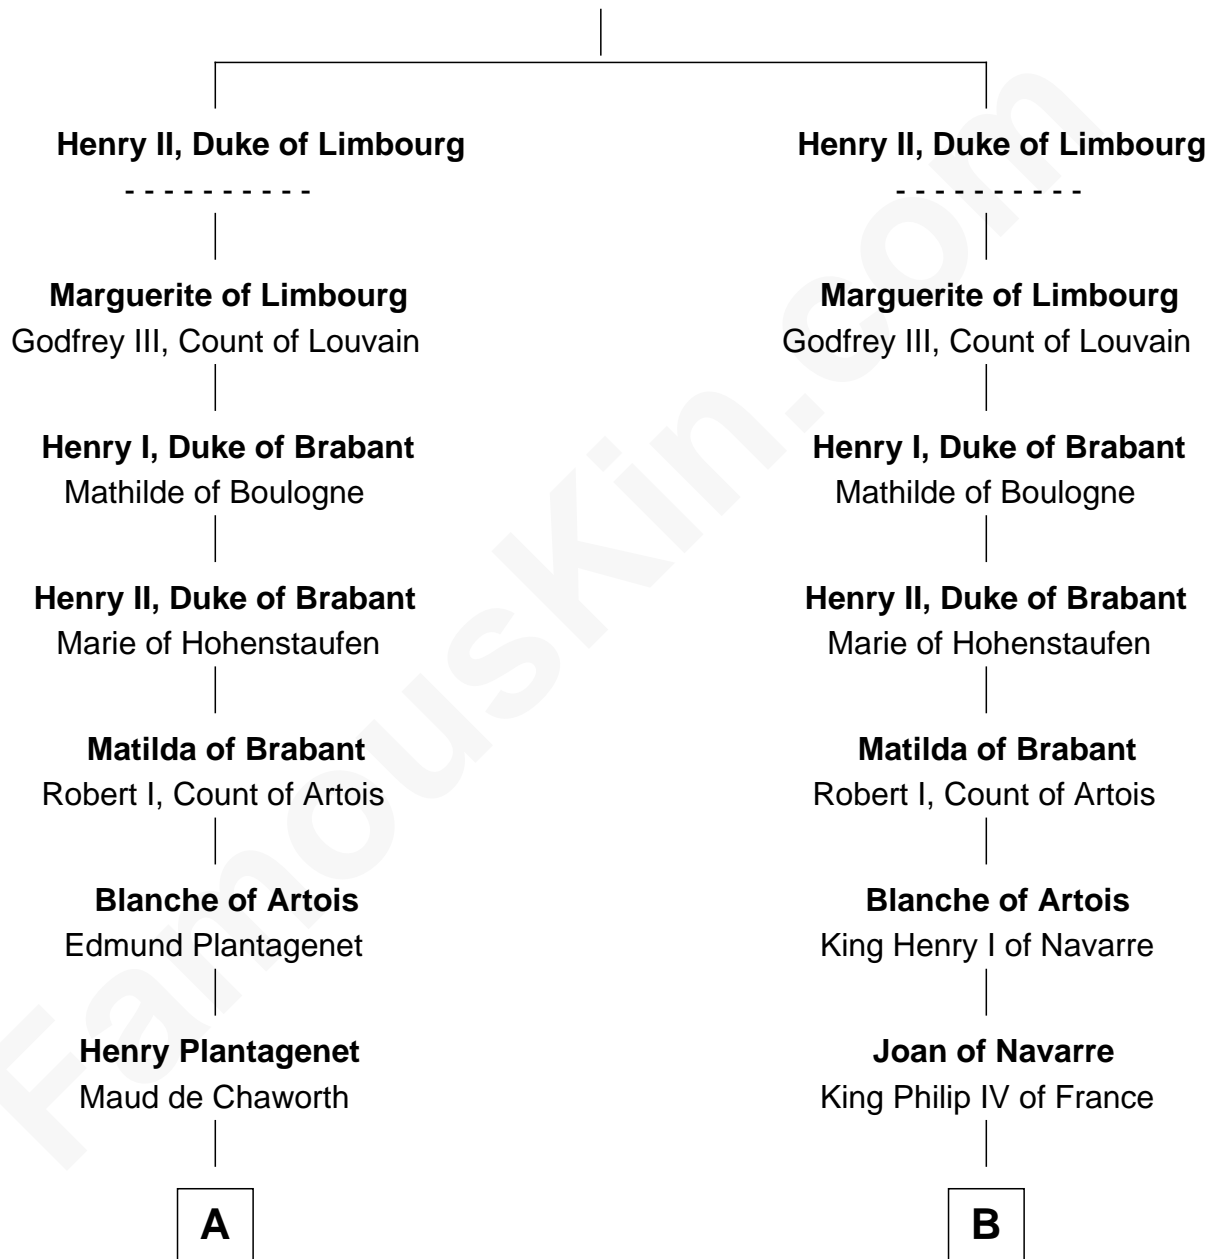 Henry II, Duke of Limbourg
- - - - - - - - - -
Marguerite of Limbourg
Godfrey III, Count of Louvain
Henry I, Duke of Brabant
Mathilde of Boulogne
Henry II, Duke of Brabant
Marie of Hohenstaufen
Matilda of Brabant
Robert I, Count of Artois
Blanche of Artois
Edmund Plantagenet
Henry Plantagenet
Maud de Chaworth
A
Henry II, Duke of Limbourg
- - - - - - - - - -
Marguerite of Limbourg
Godfrey III, Count of Louvain
Henry I, Duke of Brabant
Mathilde of Boulogne
Henry II, Duke of Brabant
Marie of Hohenstaufen
Matilda of Brabant
Robert I, Count of Artois
Blanche of Artois
King Henry I of Navarre
Joan of Navarre
King Philip IV of France
B
FamousKin.com